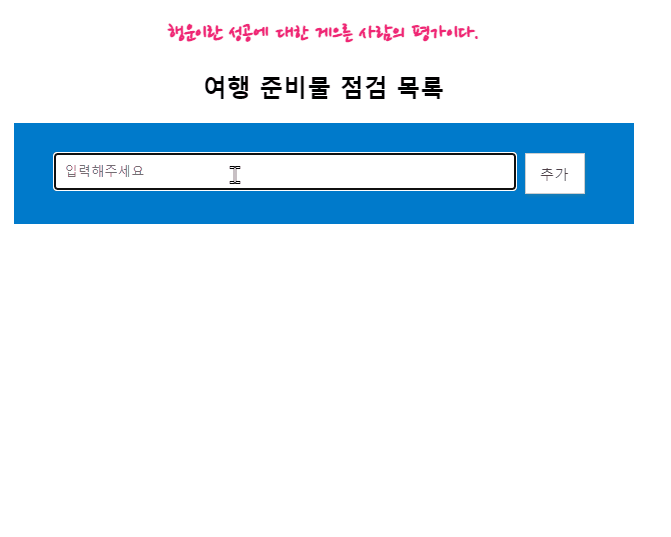 행운이란 성공에 대한 게으른 사람의 평가이다.
여행 준비물 점검 목록
입력해주세요
추가